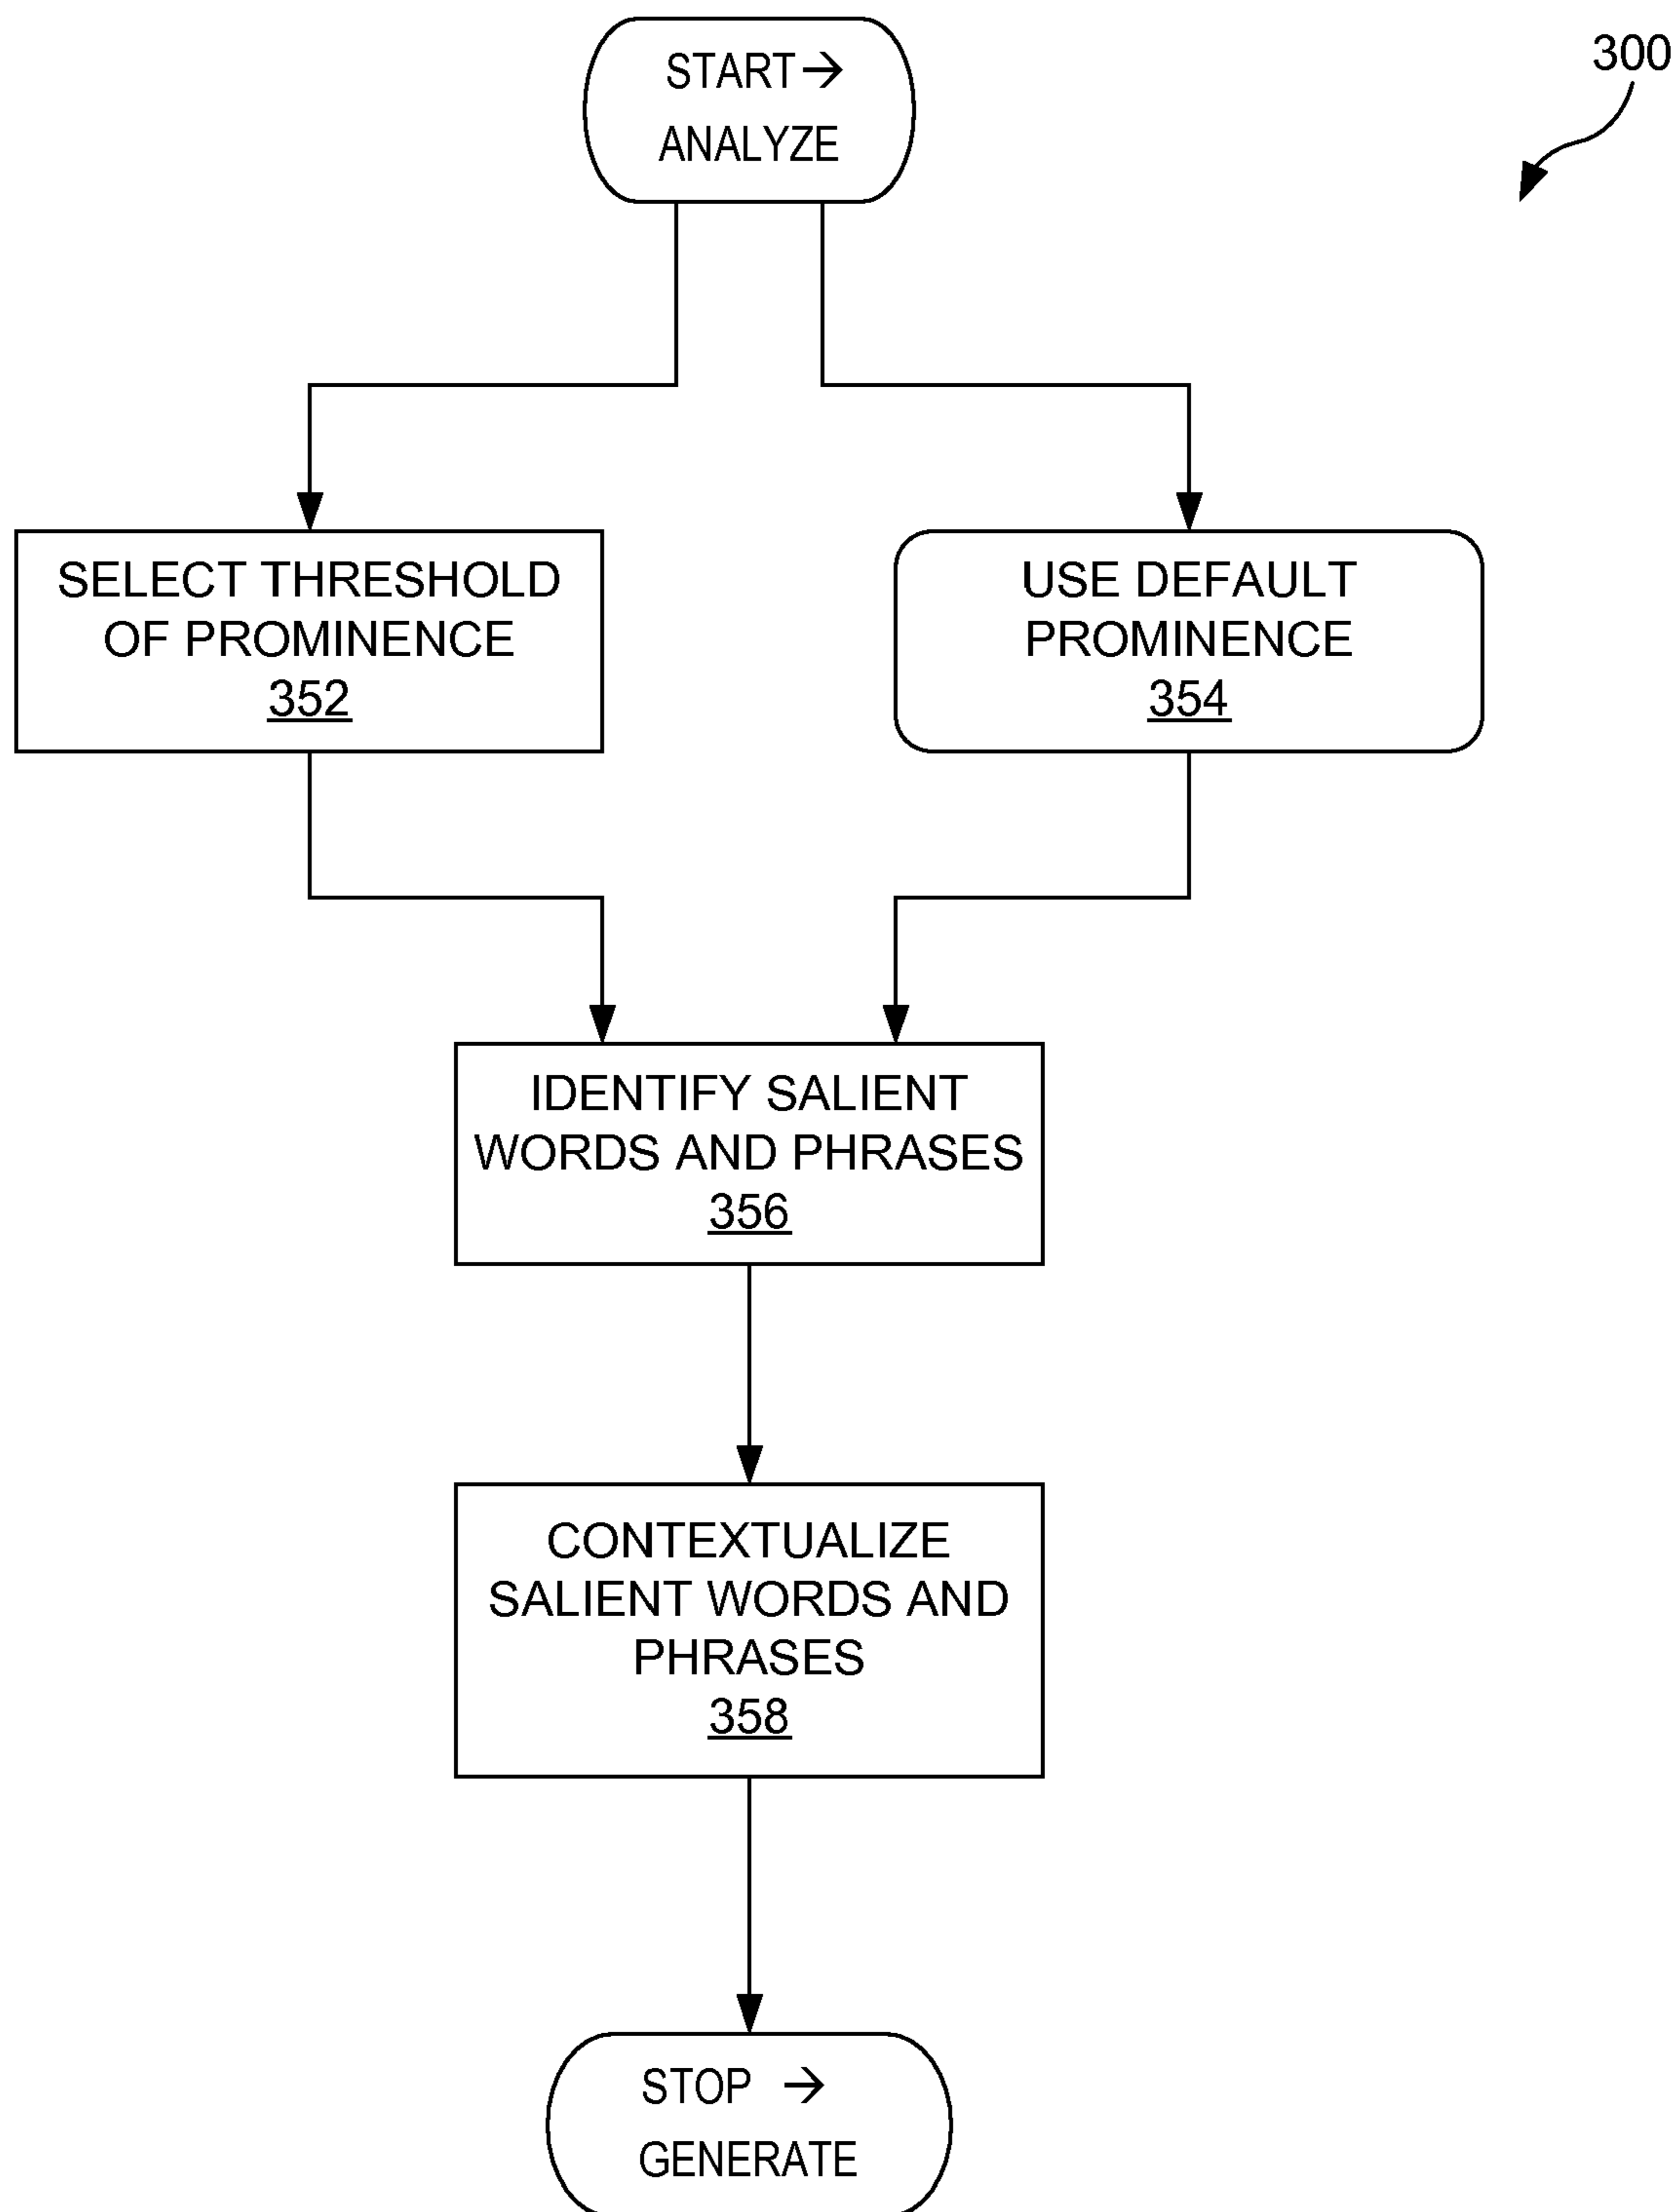 START →
ANALYZE
300
SELECT THRESHOLD
OF PROMINENCE
352
USE DEFAULT
PROMINENCE
354
IDENTIFY SALIENT
WORDS AND PHRASES
356
CONTEXTUALIZE
SALIENT WORDS AND
PHRASES
358
STOP →
GENERATE